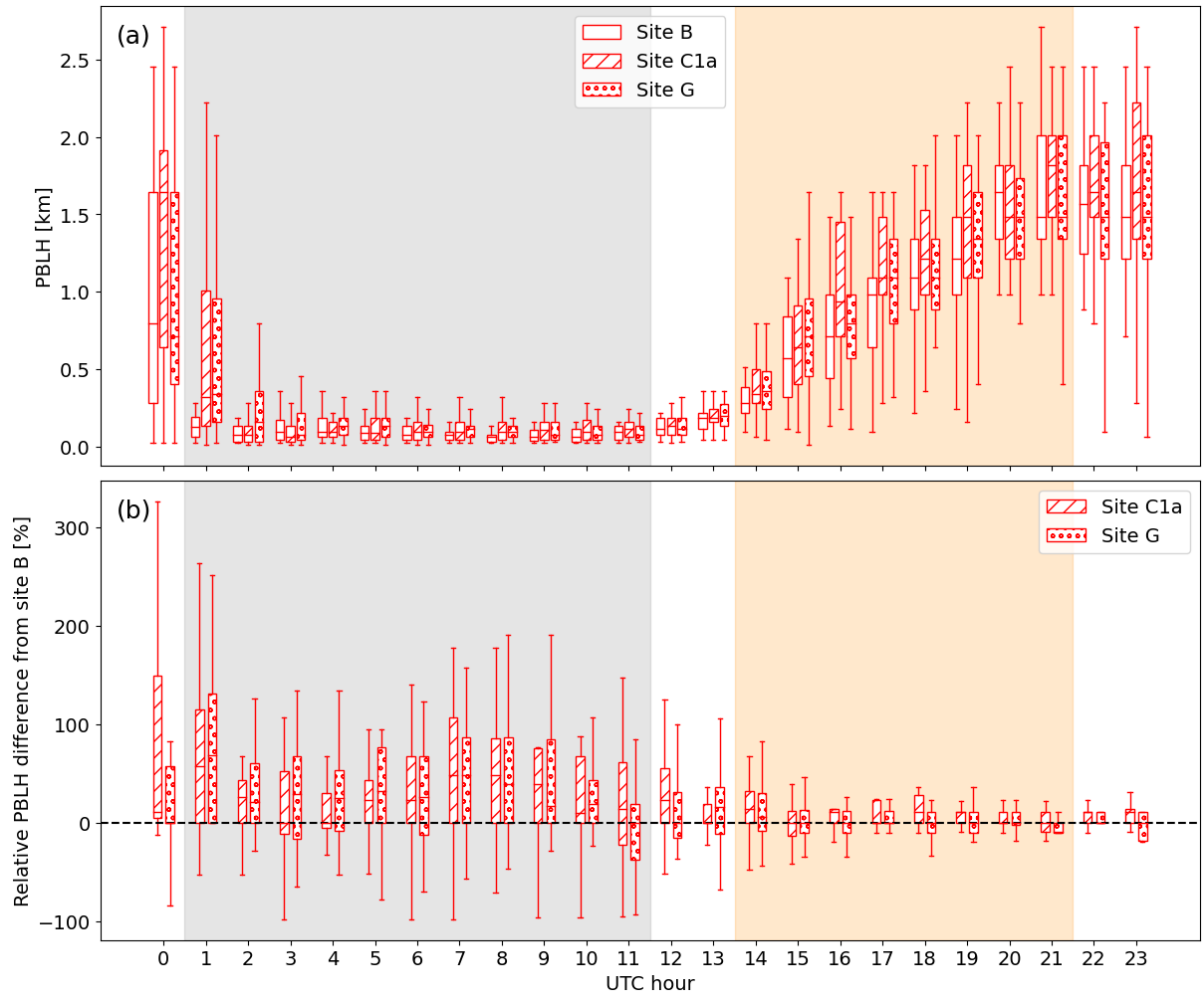 (a)
Site B
Site C1a
Site G
PBLH [km]
2.5
2.0
1.5
1.0
0.5
0.0
(b)
Site C1a
Site G
Relative PBLH difference from site B [%]
300
200
100
0
−100
0 1 2 3 4 5 6 7 8 9 10 11 12 13 14 15 16 17 18 19 20 21 22 23
UTC hour